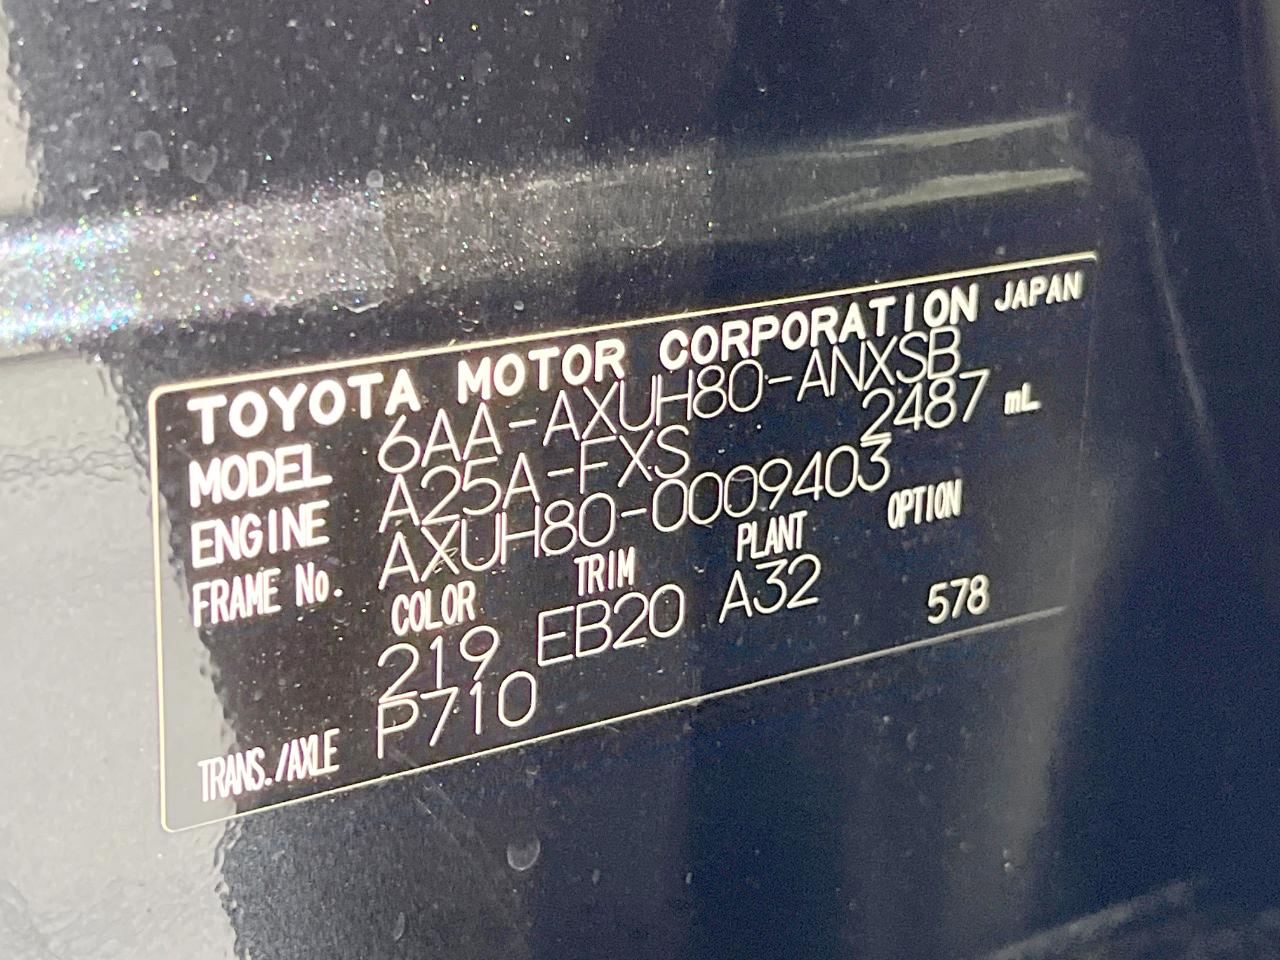 TOYOTA MOTOR CORPORATION JAPAN
MODEL 6AA-AXUH80-ANXSB
ENGINE A25A-FXS 2487 mL
FRAME No. AXUH80-0009403
COLOR TRIM PLANT OPTION
219 EB20 A32 578
TRANS./AXLE P710